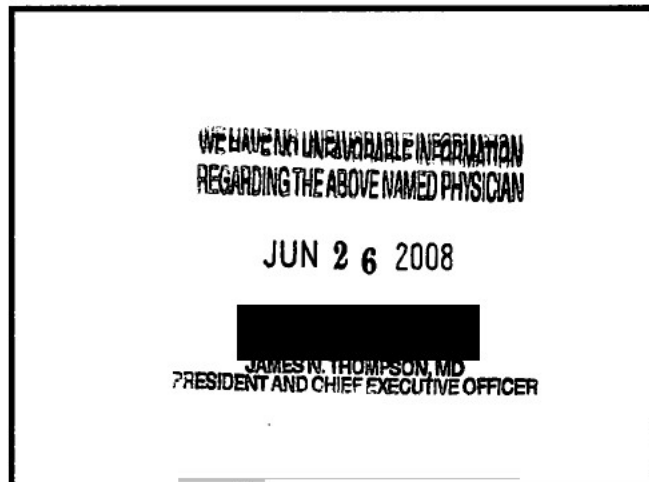 WE HAVE NO UNFAVORABLE INFORMATION
REGARDING THE ABOVE NAMED PHYSICIAN
JUN 26 2008
JAMES N. THOMPSON, MD
PRESIDENT AND CHIEF EXECUTIVE OFFICER